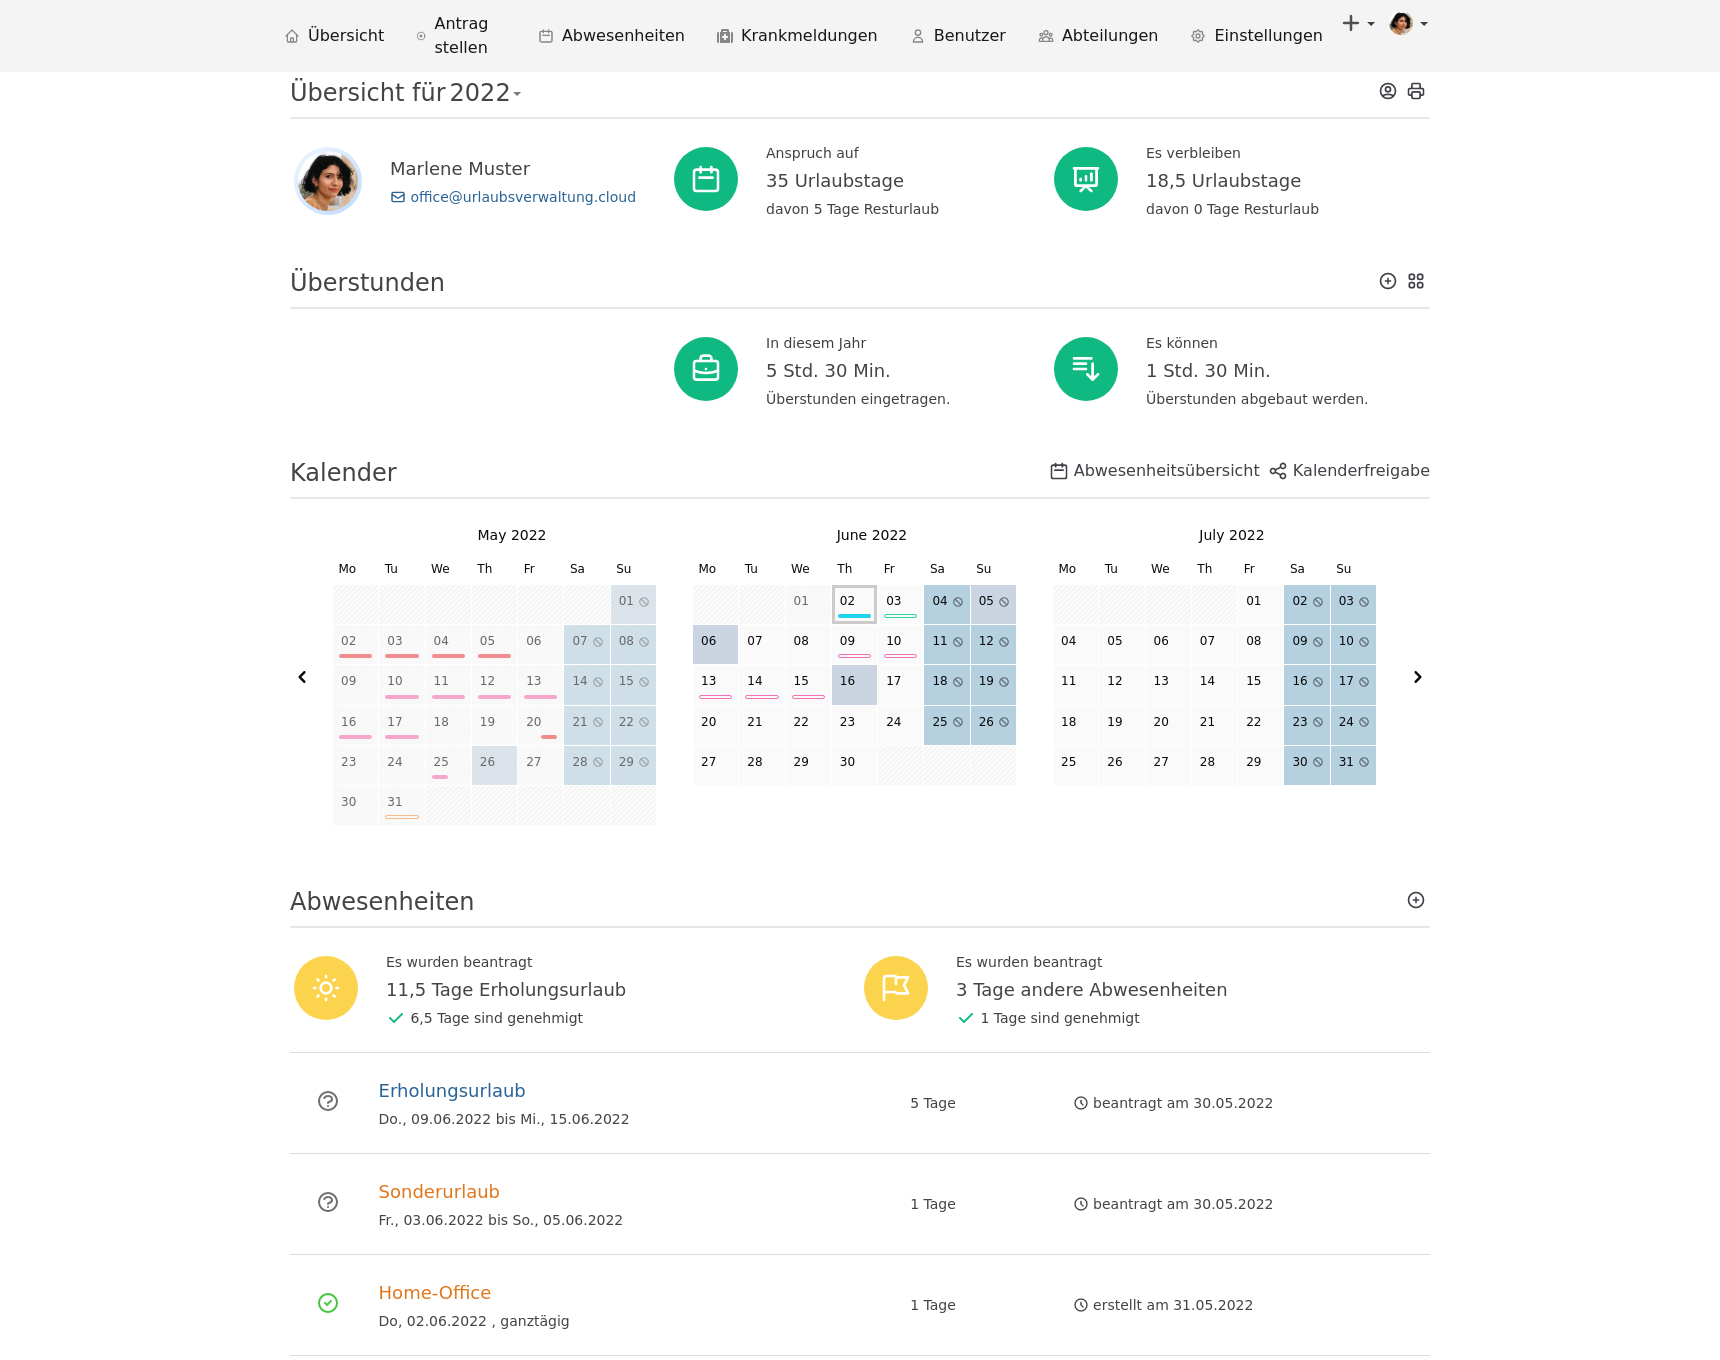 Übersicht
Antrag stellen
Abwesenheiten
Krankmeldungen
Benutzer
Abteilungen
Einstellungen
Übersicht für 2022
Marlene Muster
office@urlaubsverwaltung.cloud
Anspruch auf
35 Urlaubstage
davon 5 Tage Resturlaub
Es verbleiben
18,5 Urlaubstage
davon 0 Tage Resturlaub
Überstunden
In diesem Jahr
5 Std. 30 Min.
Überstunden eingetragen.
Es können
1 Std. 30 Min.
Überstunden abgebaut werden.
Kalender
Abwesenheitsübersicht
Kalenderfreigabe
May 2022
Mo Tu We Th Fr Sa Su
01
02 03 04 05 06 07 08
09 10 11 12 13 14 15
16 17 18 19 20 21 22
23 24 25 26 27 28 29
30 31
June 2022
Mo Tu We Th Fr Sa Su
01 02 03 04 05
06 07 08 09 10 11 12
13 14 15 16 17 18 19
20 21 22 23 24 25 26
27 28 29 30
July 2022
Mo Tu We Th Fr Sa Su
01 02 03
04 05 06 07 08 09 10
11 12 13 14 15 16 17
18 19 20 21 22 23 24
25 26 27 28 29 30 31
Abwesenheiten
Es wurden beantragt
11,5 Tage Erholungsurlaub
6,5 Tage sind genehmigt
Es wurden beantragt
3 Tage andere Abwesenheiten
1 Tage sind genehmigt
Erholungsurlaub
Do., 09.06.2022 bis Mi., 15.06.2022
5 Tage
beantragt am 30.05.2022
Sonderurlaub
Fr., 03.06.2022 bis So., 05.06.2022
1 Tage
beantragt am 30.05.2022
Home-Office
Do, 02.06.2022 , ganztägig
1 Tage
erstellt am 31.05.2022